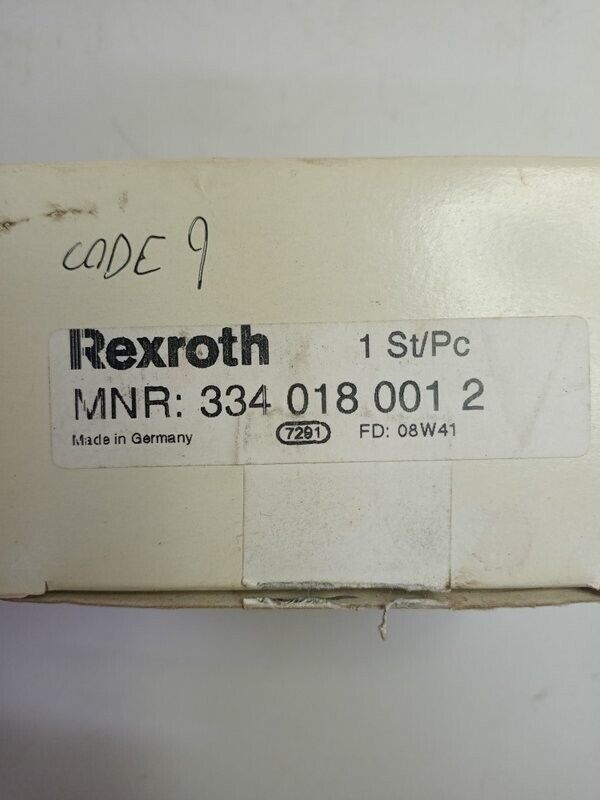 CODE 9
Rexroth 1 St/Pc
MNR: 334 018 001 2
Made in Germany 7291 FD: 08W41